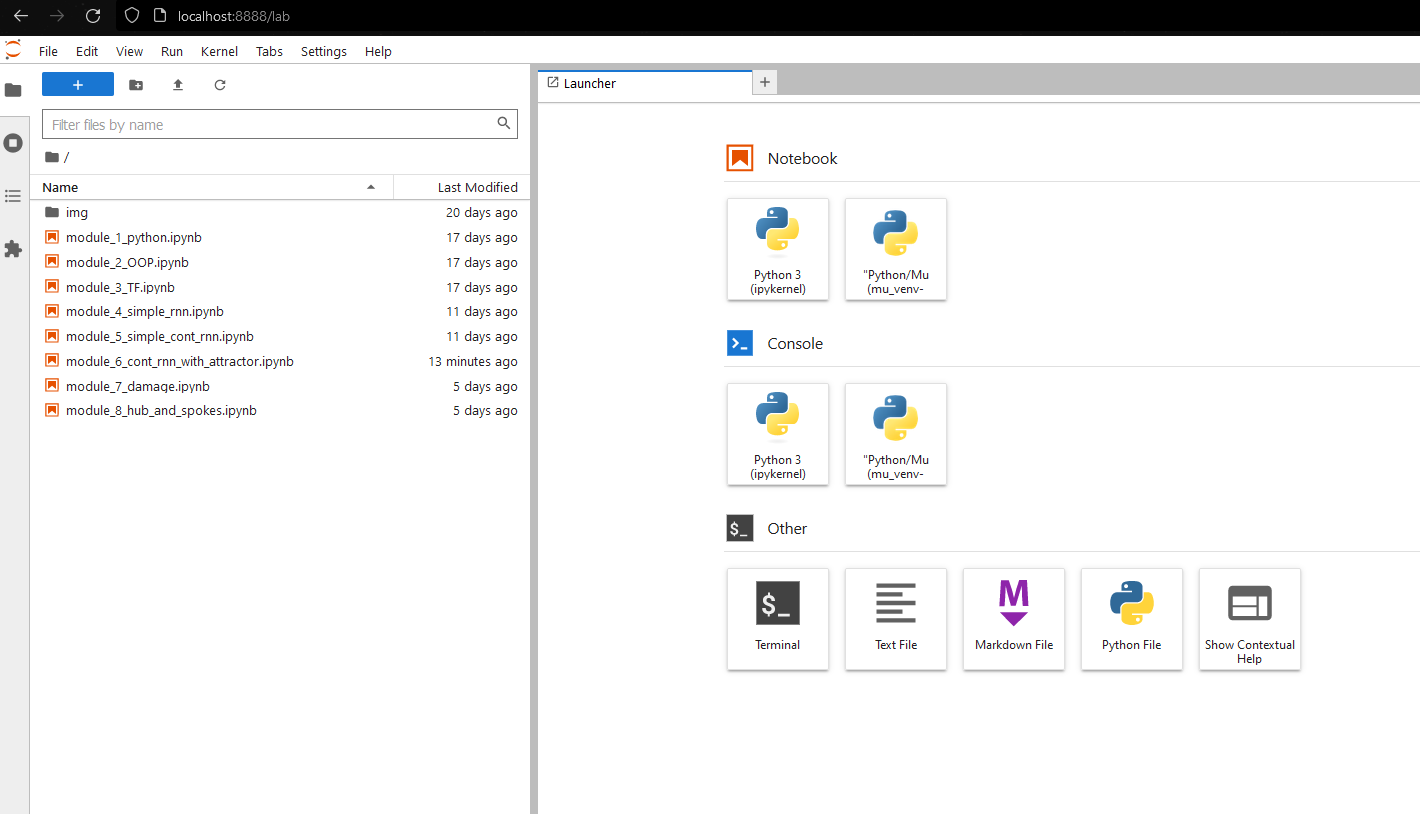 localhost:8888/lab
File Edit View Run Kernel Tabs Settings Help
+
Filter files by name
/
Name Last Modified
img 20 days ago
module_1_python.ipynb 17 days ago
module_2_OOP.ipynb 17 days ago
module_3_TF.ipynb 17 days ago
module_4_simple_rnn.ipynb 11 days ago
module_5_simple_cont_rnn.ipynb 11 days ago
module_6_cont_rnn_with_attractor.ipynb 13 minutes ago
module_7_damage.ipynb 5 days ago
module_8_hub_and_spokes.ipynb 5 days ago
Launcher +
Notebook
Python 3
(ipykernel)
"Python/Mu
(mu_venv-
Console
Python 3
(ipykernel)
"Python/Mu
(mu_venv-
$_ Other
$_
Terminal
Text File
M
Markdown File
Python File
Show Contextual
Help